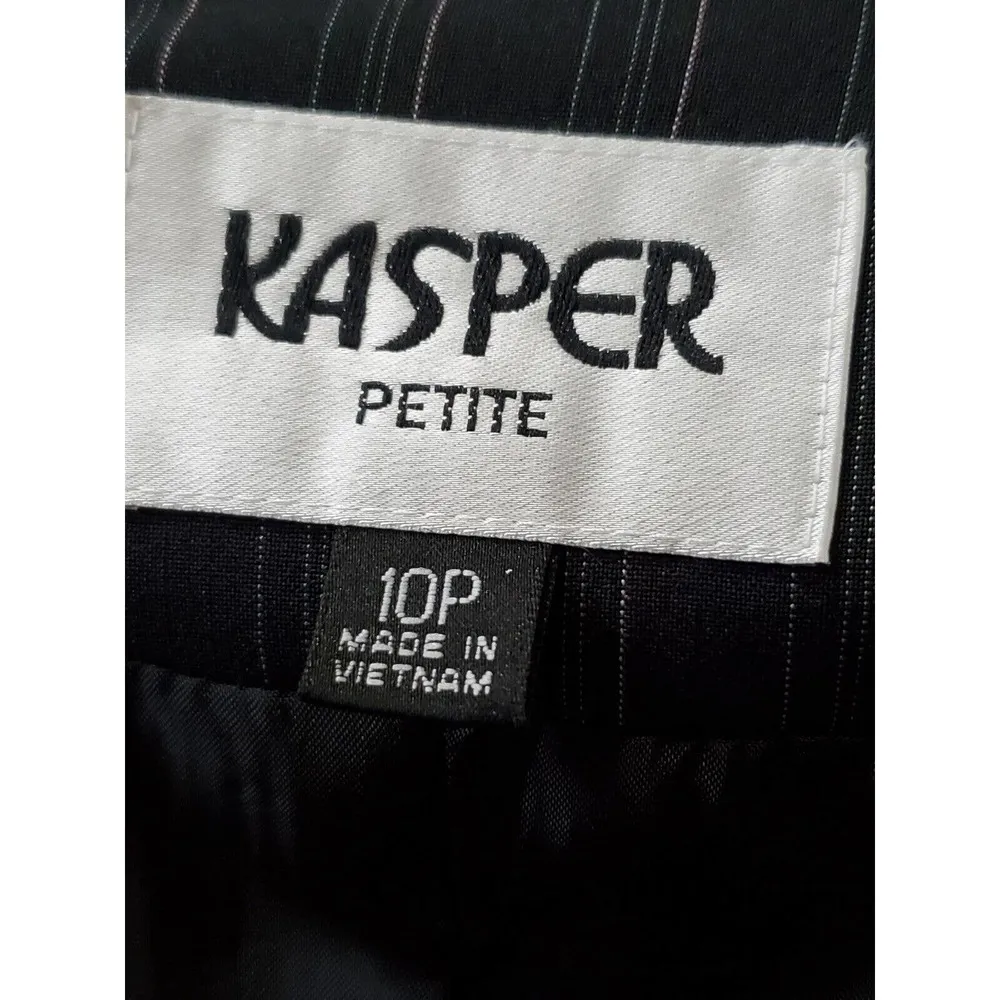 KASPER
PETITE
10P
MADE IN
VIETNAM